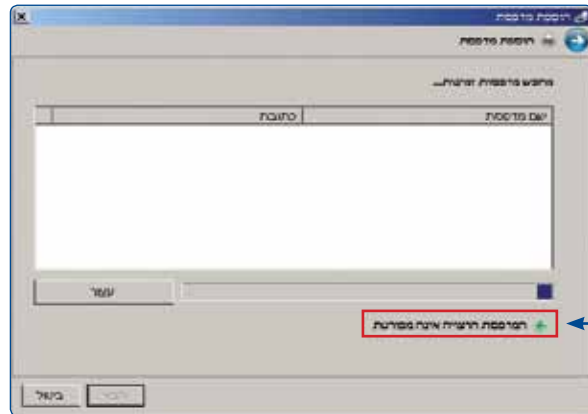 הוספת מדפסת
הוספת מדפסת
מחפש מדפסות זמינות...
שם מדפסת כתובת
עצור
המדפסת הרצויה אינה מפורטת
ביטול